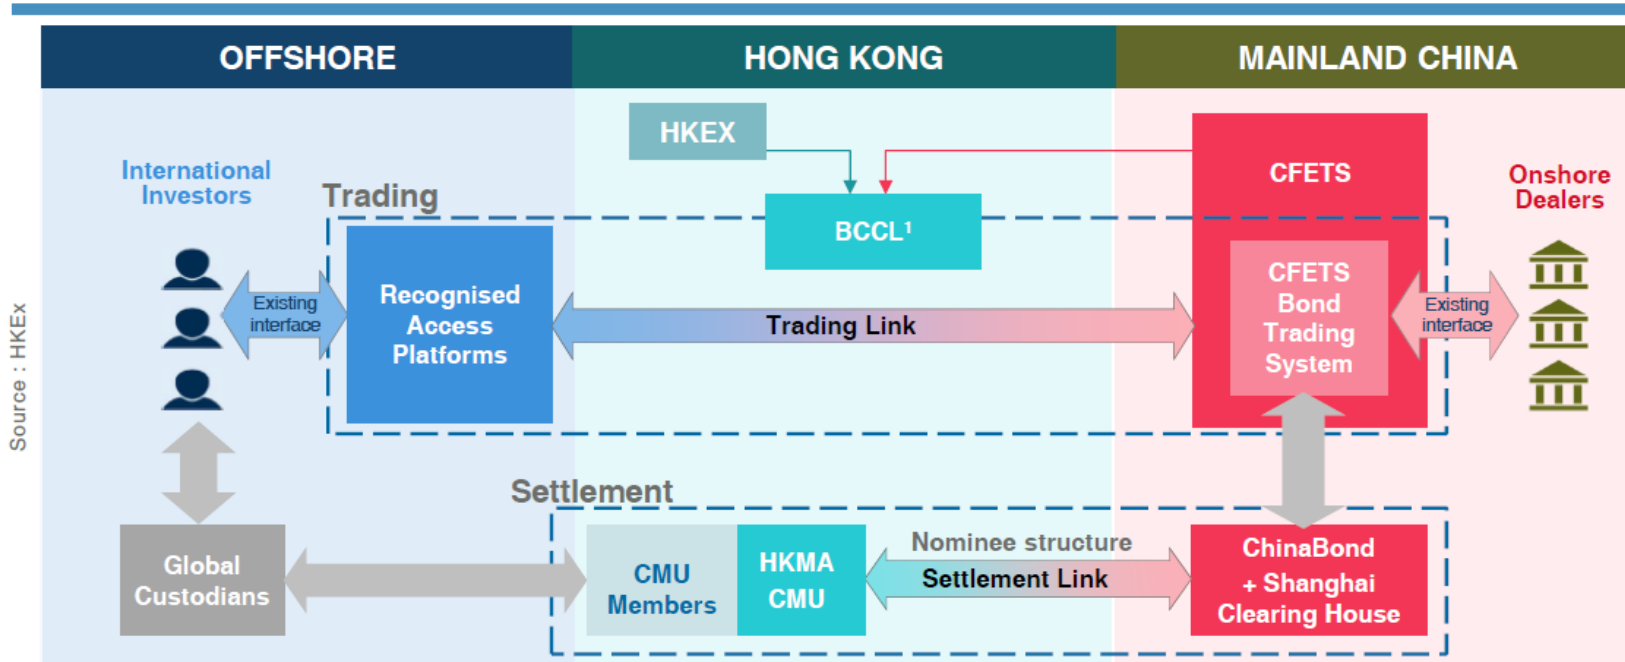 OFFSHORE
HONG KONG
MAINLAND CHINA
HKEX
International
Investors
Trading
BCCL¹
CFETS
Onshore
Dealers
Existing
interface
Recognised
Access
Platforms
Trading Link
CFETS
Bond
Trading
System
Existing
interface
Source : HKEx
Settlement
Global
Custodians
CMU
Members
HKMA
CMU
Nominee structure
Settlement Link
ChinaBond
+ Shanghai
Clearing House